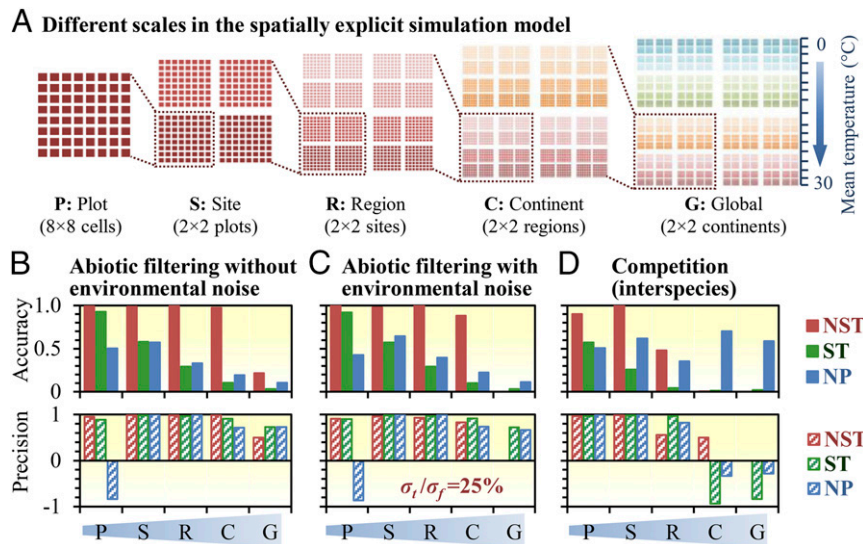 A Different scales in the spatially explicit simulation model
0
30
Mean temperature (°C)
P: Plot
(8×8 cells)
S: Site
(2×2 plots)
R: Region
(2×2 sites)
C: Continent
(2×2 regions)
G: Global
(2×2 continents)
B Abiotic filtering without
environmental noise
C Abiotic filtering with
environmental noise
D Competition
(interspecies)
Accuracy
1.0
0.5
0
NST
ST
NP
Precision
1
0
-1
σt/σf=25%
NST
ST
NP
P S R C G
P S R C G
P S R C G